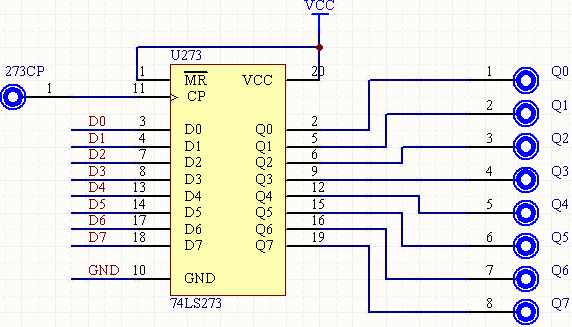 VCC
U273
273CP
1
1
MR
VCC
20
1
Q0
11
CP
2
Q1
D0
3
D0
Q0
2
D1
4
D1
Q1
5
3
Q2
D2
7
D2
Q2
6
D3
8
D3
Q3
9
4
Q3
D4
13
D4
Q4
12
5
Q4
D5
14
D5
Q5
15
D6
17
D6
Q6
16
6
Q5
D7
18
D7
Q7
19
GND
10
GND
7
Q6
74LS273
8
Q7